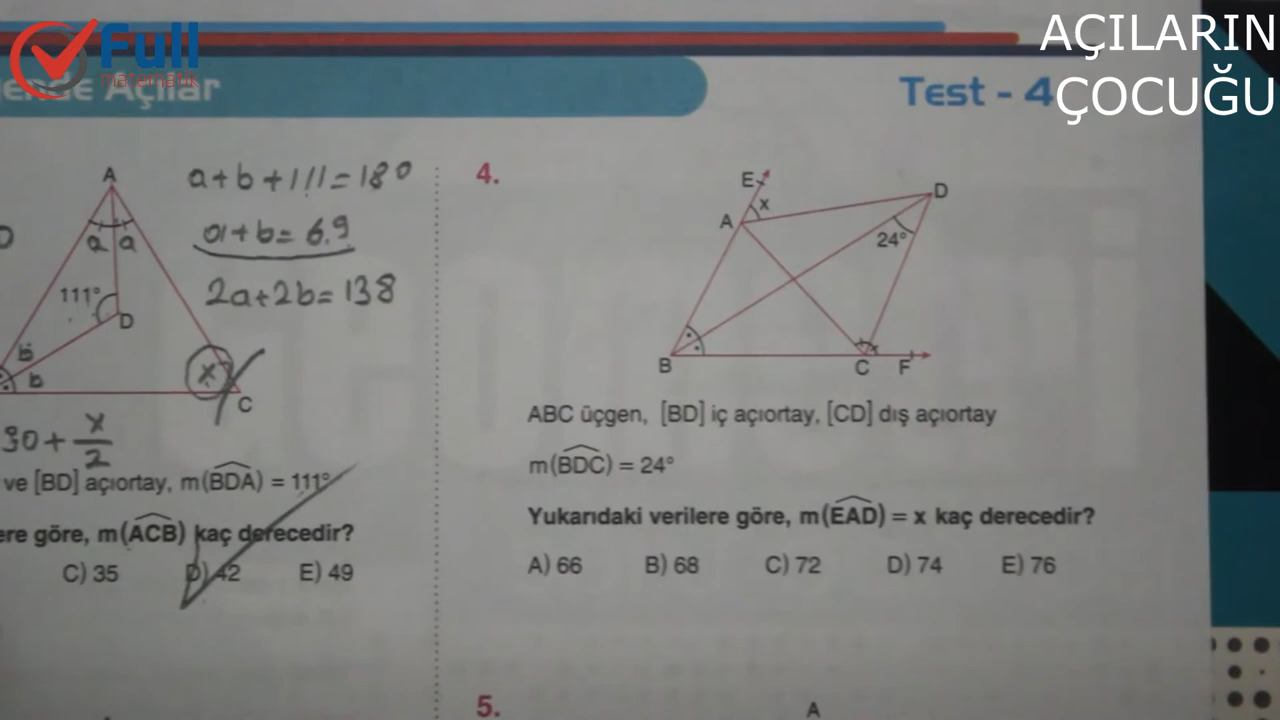 Full
matematik
AÇILARIN
ÇOCUĞU
ende Açılar
Test - 4
A
a + b + 111 = 180
a + b = 69
2a + 2b = 138
a a
111°
D
b
b
x
C
90 + x/2
ve [BD] açıortay, m(BDA) = 111°
ere göre, m(ACB) kaç derecedir?
C) 35 D) 42 E) 49
4.
E
x
D
A
24°
B
C
F
ABC üçgen, [BD] iç açıortay, [CD] dış açıortay
m(BDC) = 24°
Yukarıdaki verilere göre, m(EAD) = x kaç derecedir?
A) 66 B) 68 C) 72 D) 74 E) 76
5.
A